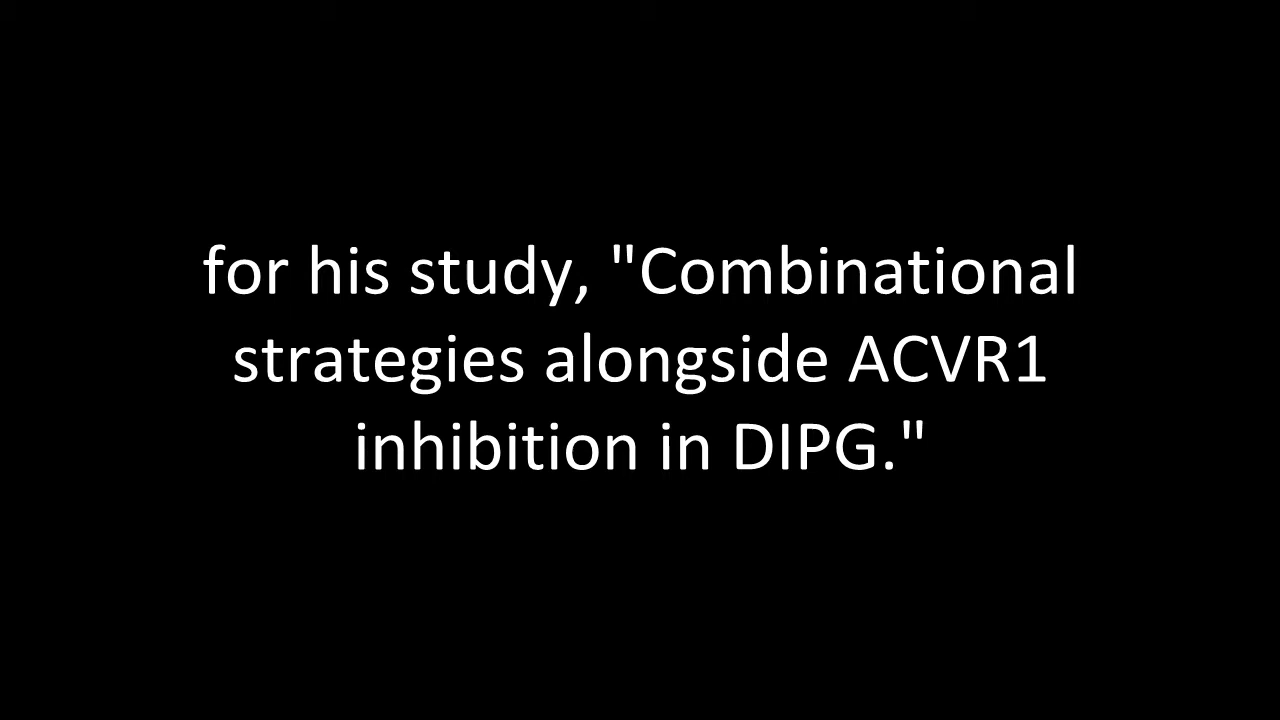 for his study, "Combinational
strategies alongside ACVR1
inhibition in DIPG."